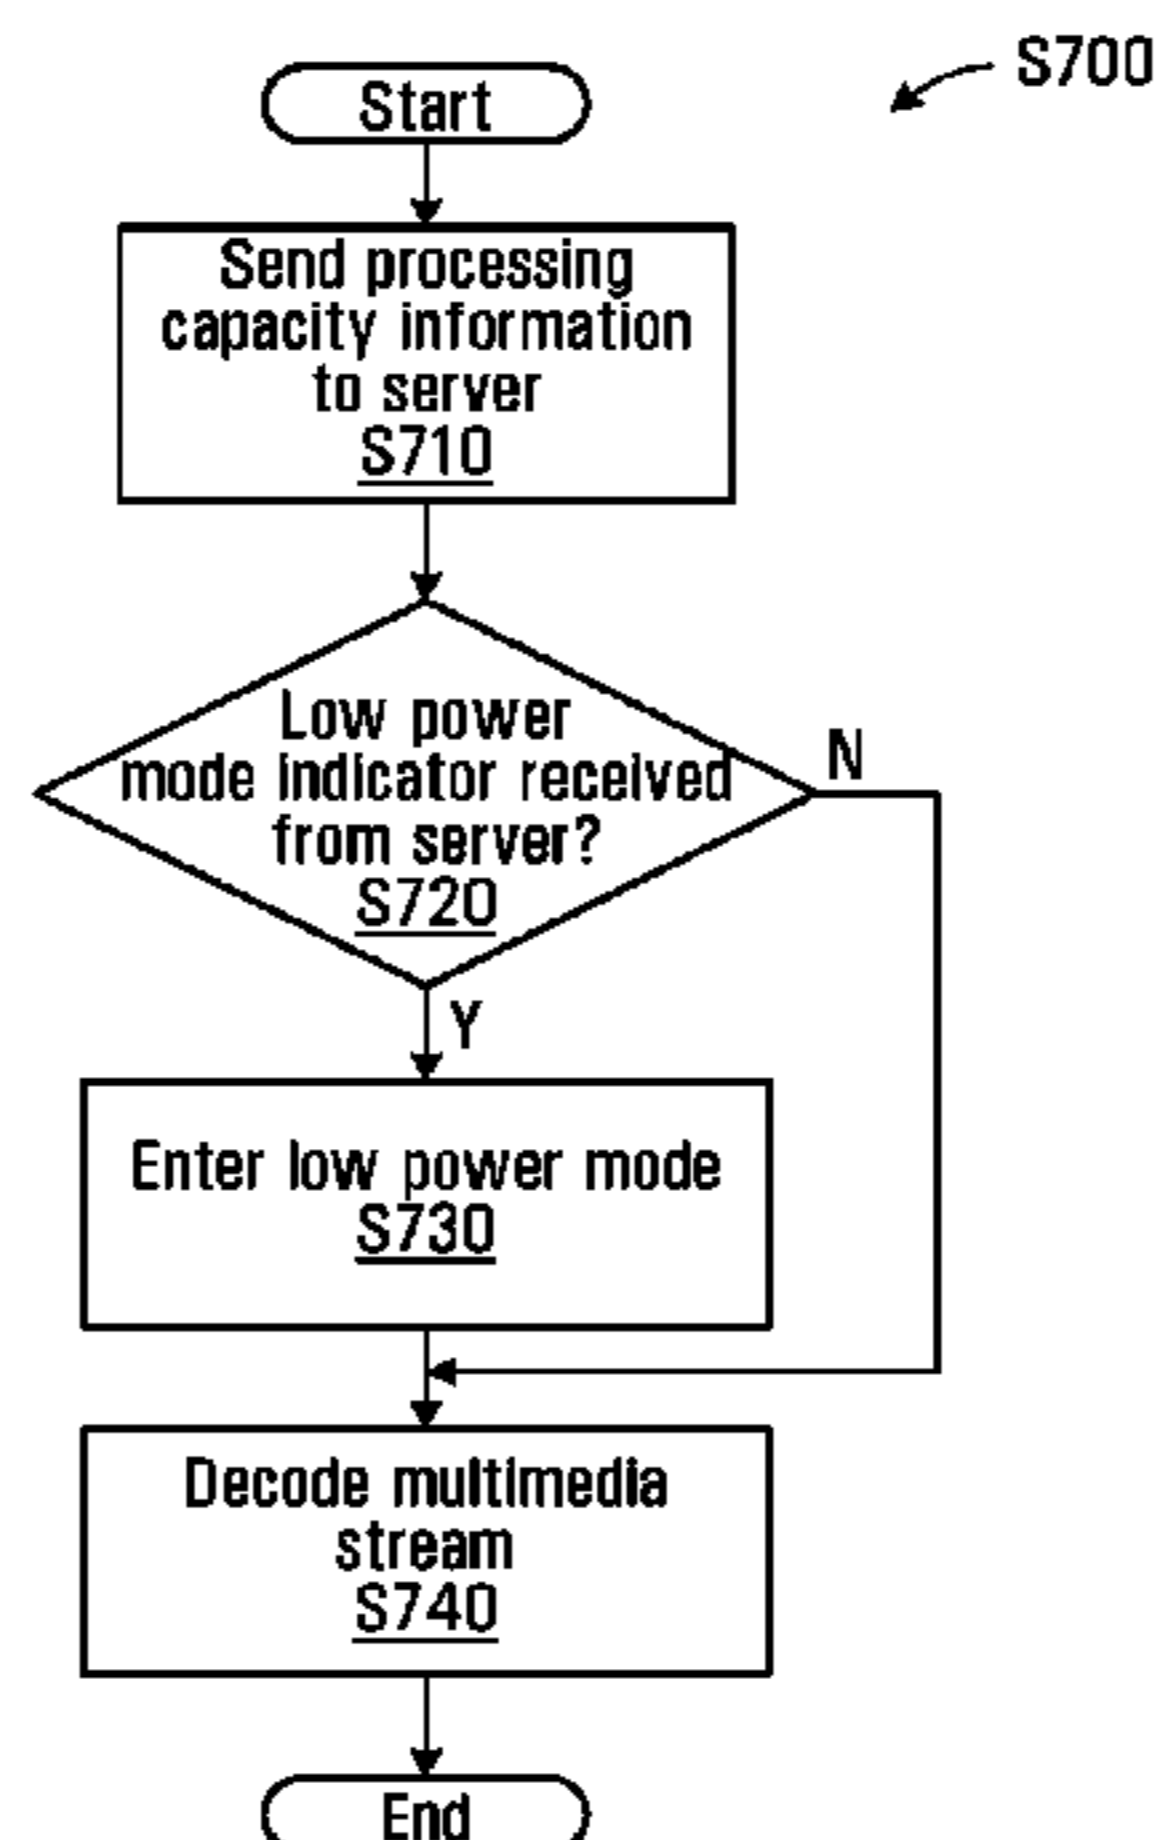 S700
Start
Send processing
capacity information
to server
S710
Low power
mode indicator received
from server?
S720
N
Y
Enter low power mode
S730
Decode multimedia
stream
S740
End